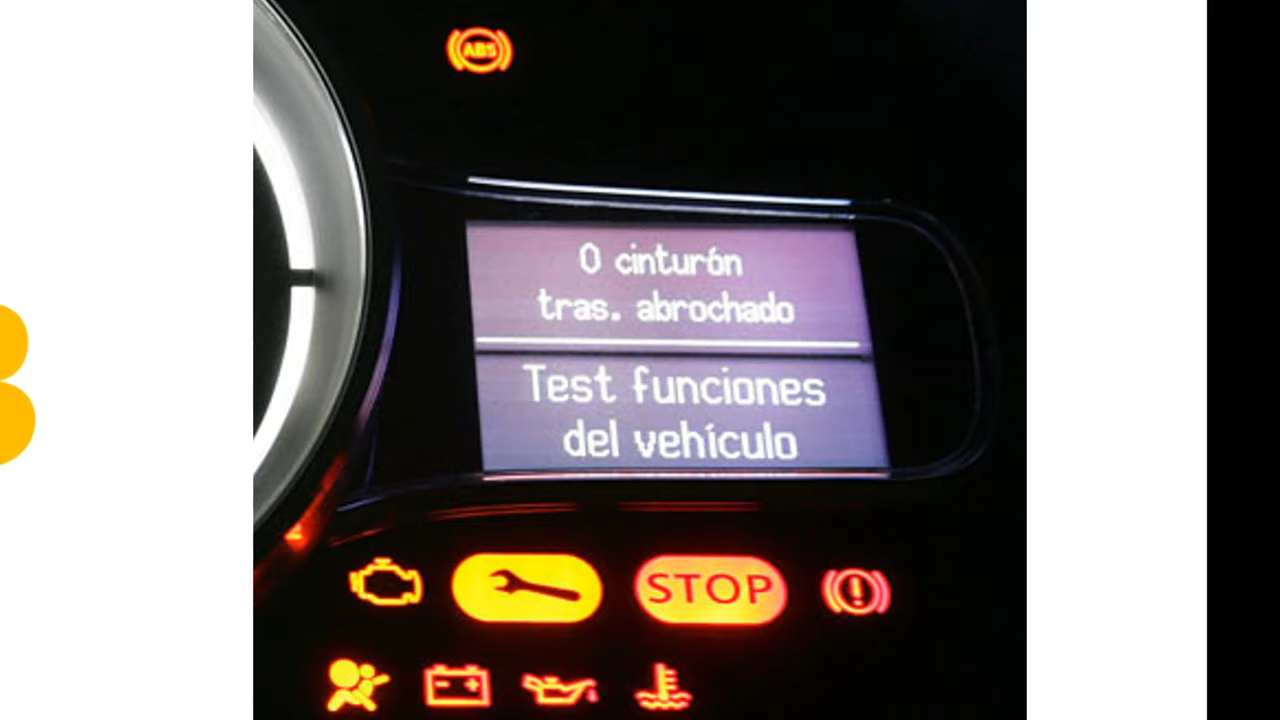 ABS
0 cinturón
tras. abrochado
Test funciones
del vehículo
STOP